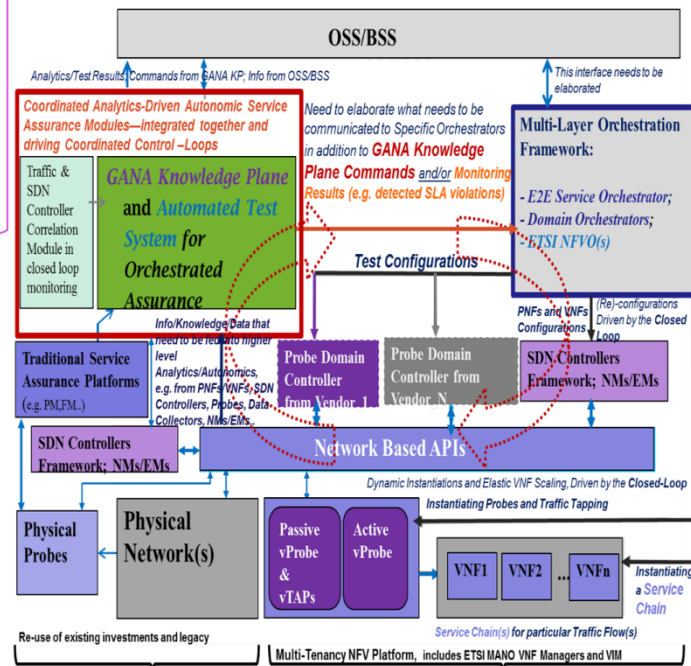 OSS/BSS
Analytics/Test Results, Commands from GANA KP; Info from OSS/BSS
This interface needs to be
elaborated
Coordinated Analytics-Driven Autonomic Service
Assurance Modules—integrated together and
driving Coordinated Control –Loops
Traffic &
SDN
Controller
Correlation
Module in
closed loop
monitoring
GANA Knowledge Plane
and Automated Test
System for
Orchestrated
Assurance
Need to elaborate what needs to be
communicated to Specific Orchestrators
in addition to GANA Knowledge
Plane Commands and/or Monitoring
Results (e.g. detected SLA violations)
Multi-Layer Orchestration
Framework:
- E2E Service Orchestrator;
- Domain Orchestrators;
- ETSI NFVO(s)
Test Configurations
Info/Knowledge/Data that
need to be fed into higher
level
Analytics/Autonomics,
e.g. from PNFs/VNFs, SDN
Controllers, Probes, Data
Collectors, NMs/EMs..
PNFs and VNFs
Configurations
(Re)-configurations
Driven by the Closed
Loop
Traditional Service
Assurance Platforms
(e.g. PM,FM..)
Probe Domain
Controller
from Vendor_1
Probe Domain
Controller from
Vendor_N
SDN Controllers
Framework; NMs/EMs
SDN Controllers
Framework; NMs/EMs
Network Based APIs
Dynamic Instantiations and Elastic VNF Scaling, Driven by the Closed-Loop
Instantiating Probes and Traffic Tapping
Physical
Probes
Physical
Network(s)
Passive
vProbe
&
vTAPs
Active
vProbe
VNF1
VNF2
...
VNFn
Instantiating
a Service
Chain
Service Chain(s) for particular Traffic Flow(s)
Re-use of existing investments and legacy
Multi-Tenancy NFV Platform, includes ETSI MANO VNF Managers and VIM